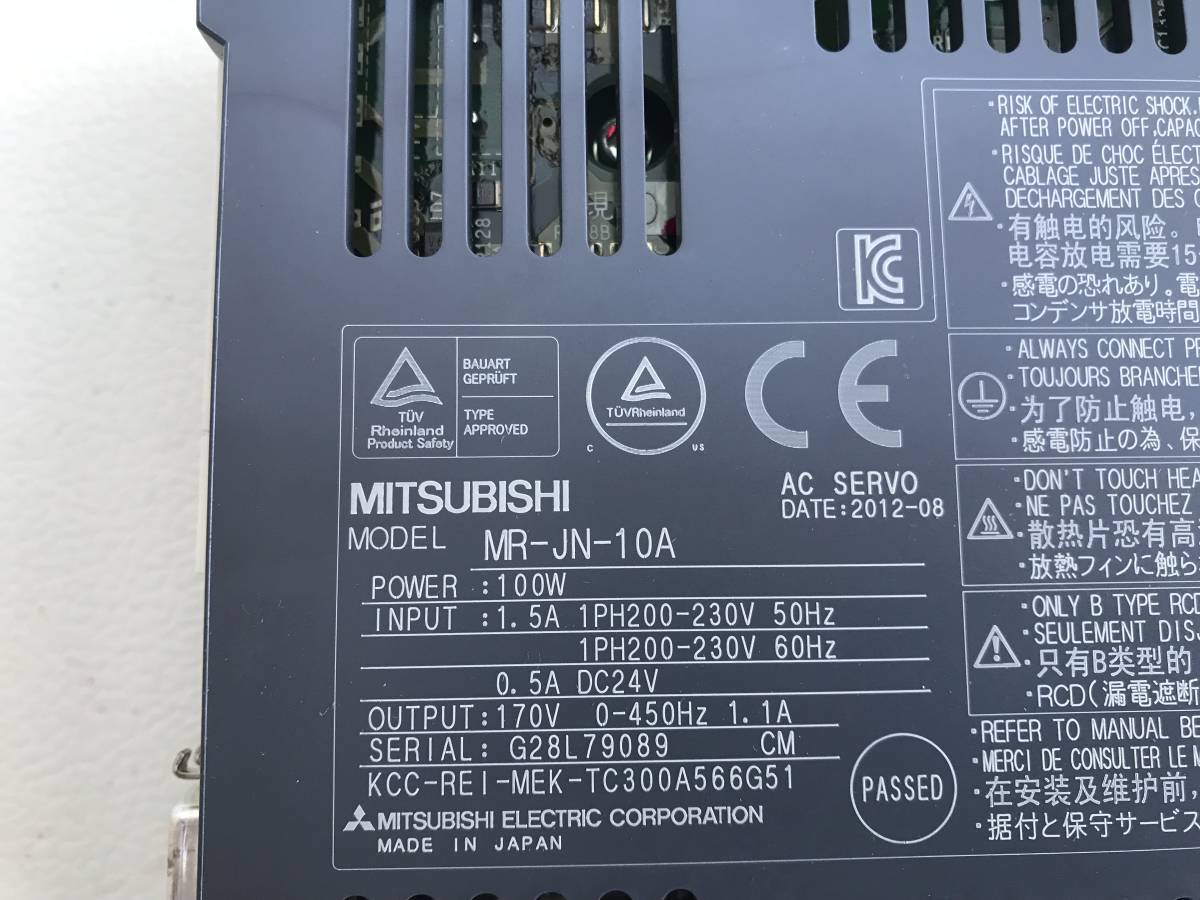 ・RISK OF ELECTRIC SHOCK.
AFTER POWER OFF,
・RISQUE DE CHOC
CABLAGE JUSTE APRES
DECHARGEMENT DES
・有触电的风险。
电容放电需要15
・感電の恐れあり。電
コンデンサ放電時間
・ALWAYS CONNECT
・TOUJOURS
・为了防止触电，
・感電防止の為、保
・DON'T TOUCH
・NE PAS TOUCHEZ
・散热片恐有高
・放熱フィンに触ら
・ONLY B TYPE RCD
・SEULEMENT
・只有B类型的
・RCD(漏電遮断
・REFER TO MANUAL
・MERCI DE CONSULTER LE
・在安装及维护前，
・据付と保守サービス
現
128
8B
KC
TÜV
Rheinland
Product Safety
BAUART
GEPRÜFT
TYPE
APPROVED
TÜVRheinland
C US
CE
MITSUBISHI
AC SERVO
DATE:2012-08
MODEL MR-JN-10A
POWER :100W
INPUT :1.5A 1PH200-230V 50Hz
1PH200-230V 60Hz
0.5A DC24V
OUTPUT:170V 0-450Hz 1.1A
SERIAL: G28L79089 CM
KCC-REI-MEK-TC300A566G51
MITSUBISHI ELECTRIC CORPORATION
MADE IN JAPAN
PASSED